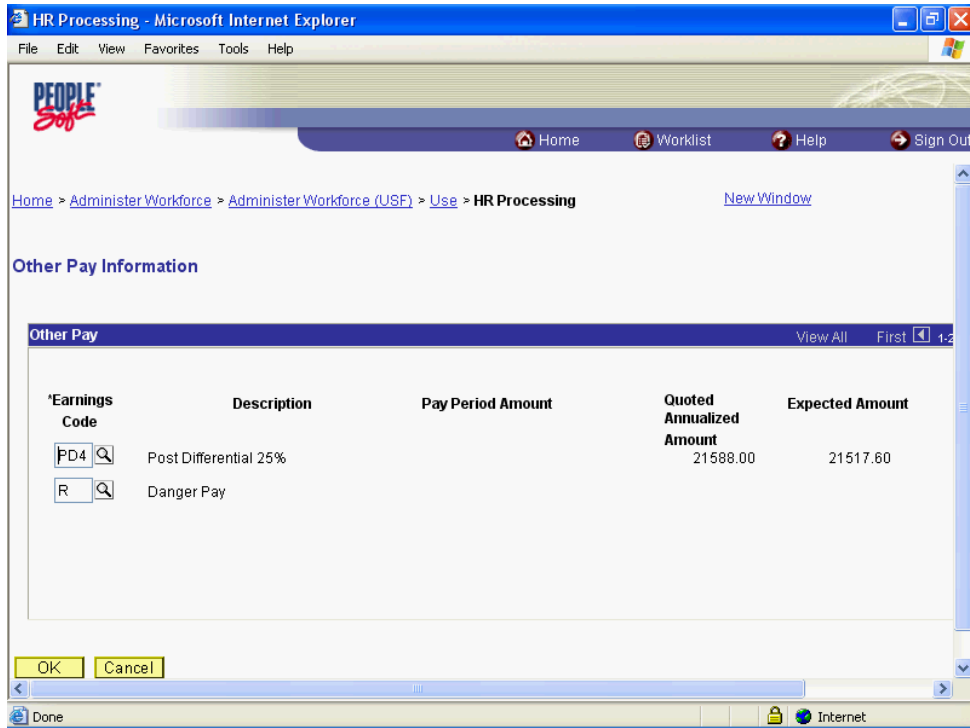 HR Processing - Microsoft Internet Explorer
File Edit View Favorites Tools Help
PEOPLE
Soft
Home Worklist Help Sign Out
Home > Administer Workforce > Administer Workforce (USF) > Use > HR Processing New Window
Other Pay Information
Other Pay View All First 1-2
*Earnings Code Description Pay Period Amount Quoted Annualized Amount Expected Amount
PD4 Post Differential 25% 21588.00 21517.60
R Danger Pay
OK Cancel
Done Internet